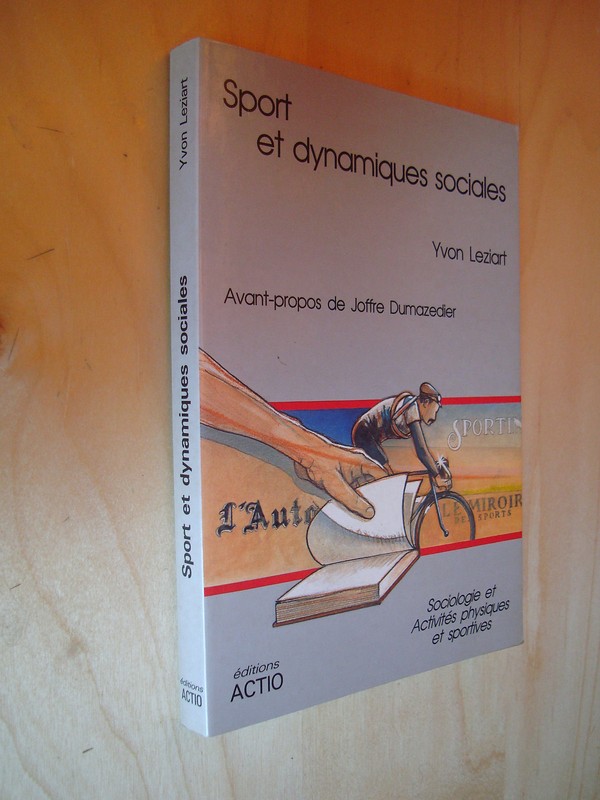 Yvon Leziart
Sport et dynamiques sociales
éditions
ACTIO
Sport
et dynamiques sociales
Yvon Leziart
Avant-propos de Joffre Dumazedier
SPORTIN
L'Auto
LE MIROIR
DES SPORTS
Sociologie et
Activités physiques
et sportives
éditions
ACTIO